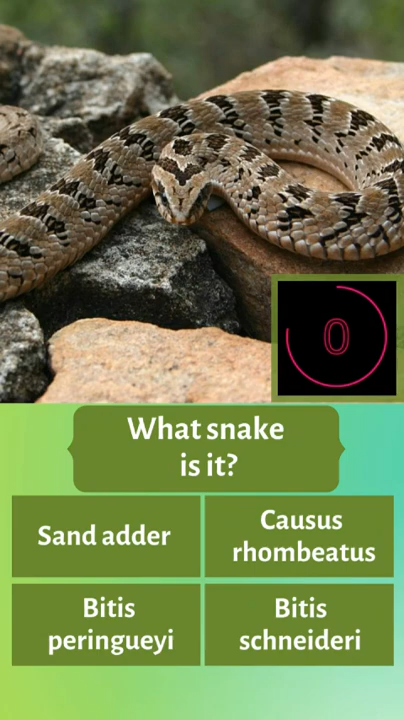 0
What snake
is it?
Sand adder
Causus
rhombeatus
Bitis
peringueyi
Bitis
schneideri